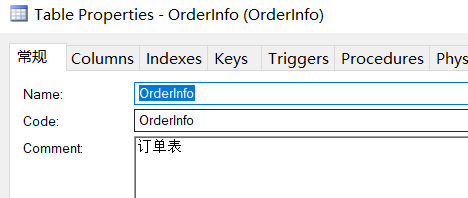 Table Properties - OrderInfo (OrderInfo)
常规 Columns Indexes Keys Triggers Procedures
Name: OrderInfo
Code: OrderInfo
Comment: 订单表